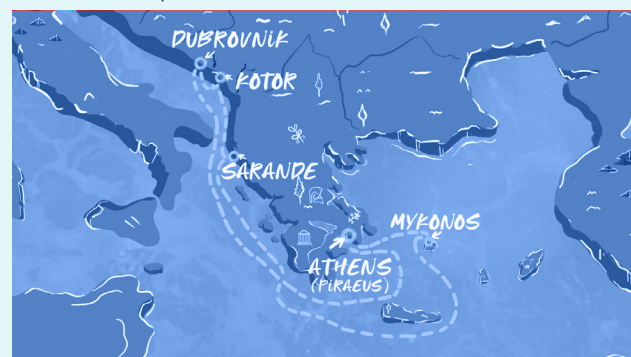 DUBROVNIK
KOTOR
SARANDE
MYKONOS
ATHENS
(PIRAEUS)